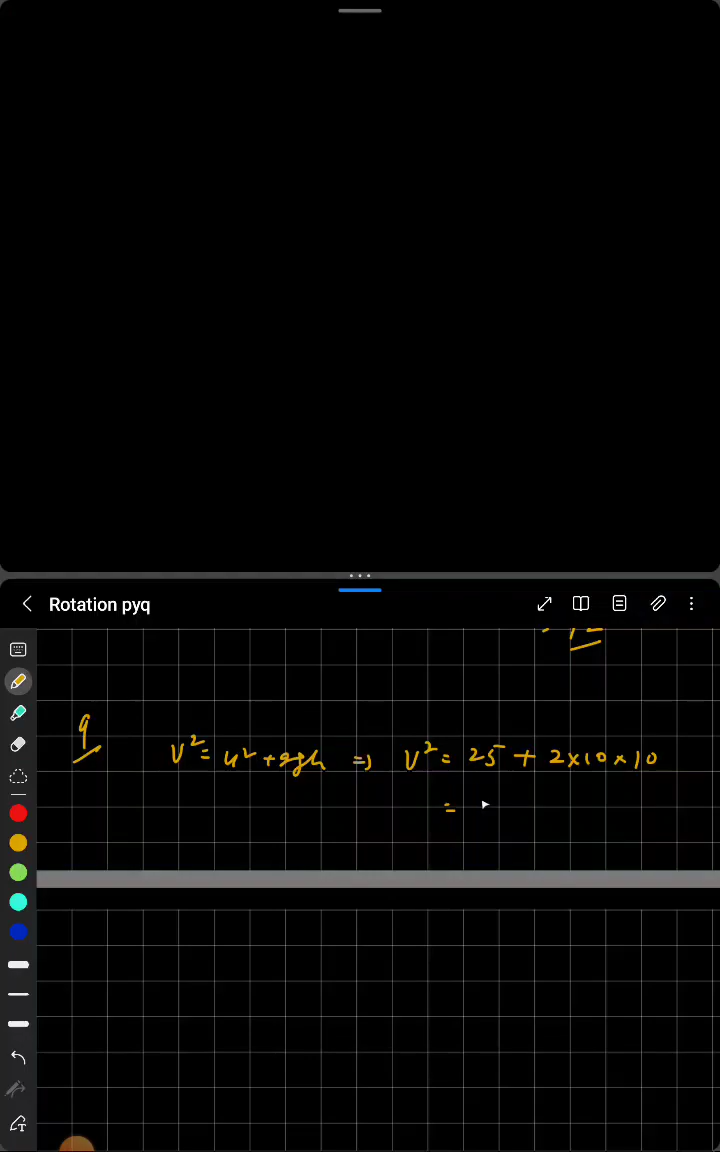 Rotation pyq
9
V² = u² + 2gh ⇒ V² = 25 + 2×10×10
=